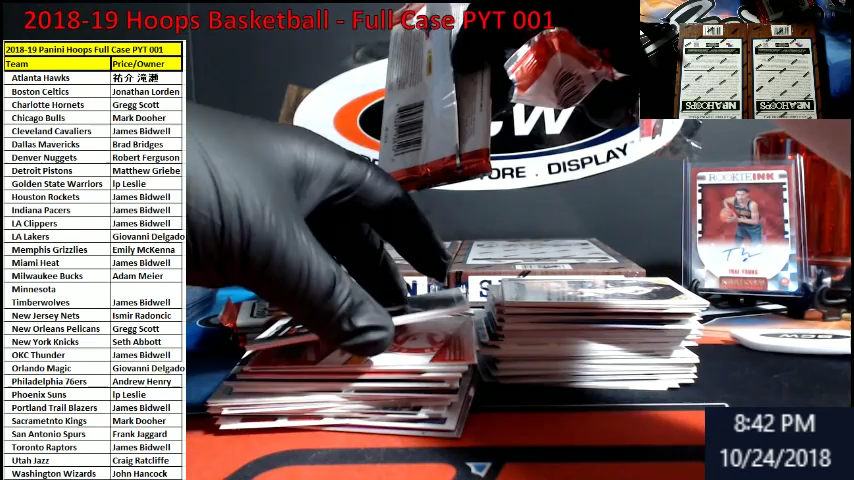 2018-19 Hoops Basketball - Full Case PYT 001
2018-19 Panini Hoops Full Case PYT 001
Team Price/Owner
Atlanta Hawks 祐介 滝瀧
Boston Celtics Jonathan Lorden
Charlotte Hornets Gregg Scott
Chicago Bulls Mark Dooher
Cleveland Cavaliers James Bidwell
Dallas Mavericks Brad Bridges
Denver Nuggets Robert Ferguson
Detroit Pistons Matthew Griebe
Golden State Warriors lp Leslie
Houston Rockets James Bidwell
Indiana Pacers James Bidwell
LA Clippers James Bidwell
LA Lakers Giovanni Delgado
Memphis Grizzlies Emily McKenna
Miami Heat James Bidwell
Milwaukee Bucks Adam Meier
Minnesota
Timberwolves James Bidwell
New Jersey Nets Ismir Radoncic
New Orleans Pelicans Gregg Scott
New York Knicks Seth Abbott
OKC Thunder James Bidwell
Orlando Magic Giovanni Delgado
Philadelphia 76ers Andrew Henry
Phoenix Suns lp Leslie
Portland Trail Blazers James Bidwell
Sacrametnto Kings Mark Dooher
San Antonio Spurs Frank Jaggard
Toronto Raptors James Bidwell
Utah Jazz Craig Ratcliffe
Washington Wizards John Hancock
NBA HOOPS
NBA HOOPS
CW
TORE . DISPLAY
ROOKIE INK
TRAE YOUNG
8:42 PM
10/24/2018